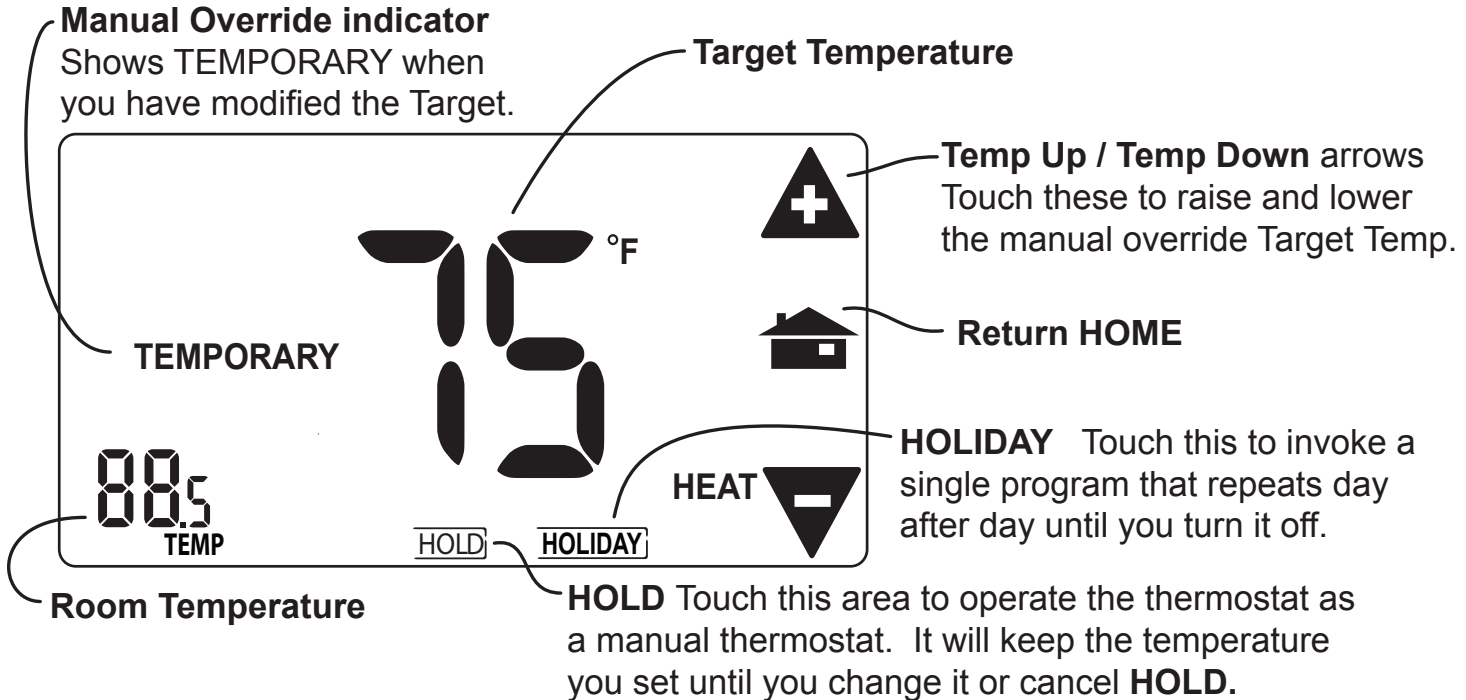 Manual Override indicator
Shows TEMPORARY when
you have modified the Target.
Target Temperature
Temp Up / Temp Down arrows
Touch these to raise and lower
the manual override Target Temp.
75 °F
Return HOME
TEMPORARY
HOLIDAY Touch this to invoke a
single program that repeats day
after day until you turn it off.
HEAT
88.5
TEMP
HOLD
HOLIDAY
Room Temperature
HOLD Touch this area to operate the thermostat as
a manual thermostat. It will keep the temperature
you set until you change it or cancel HOLD.